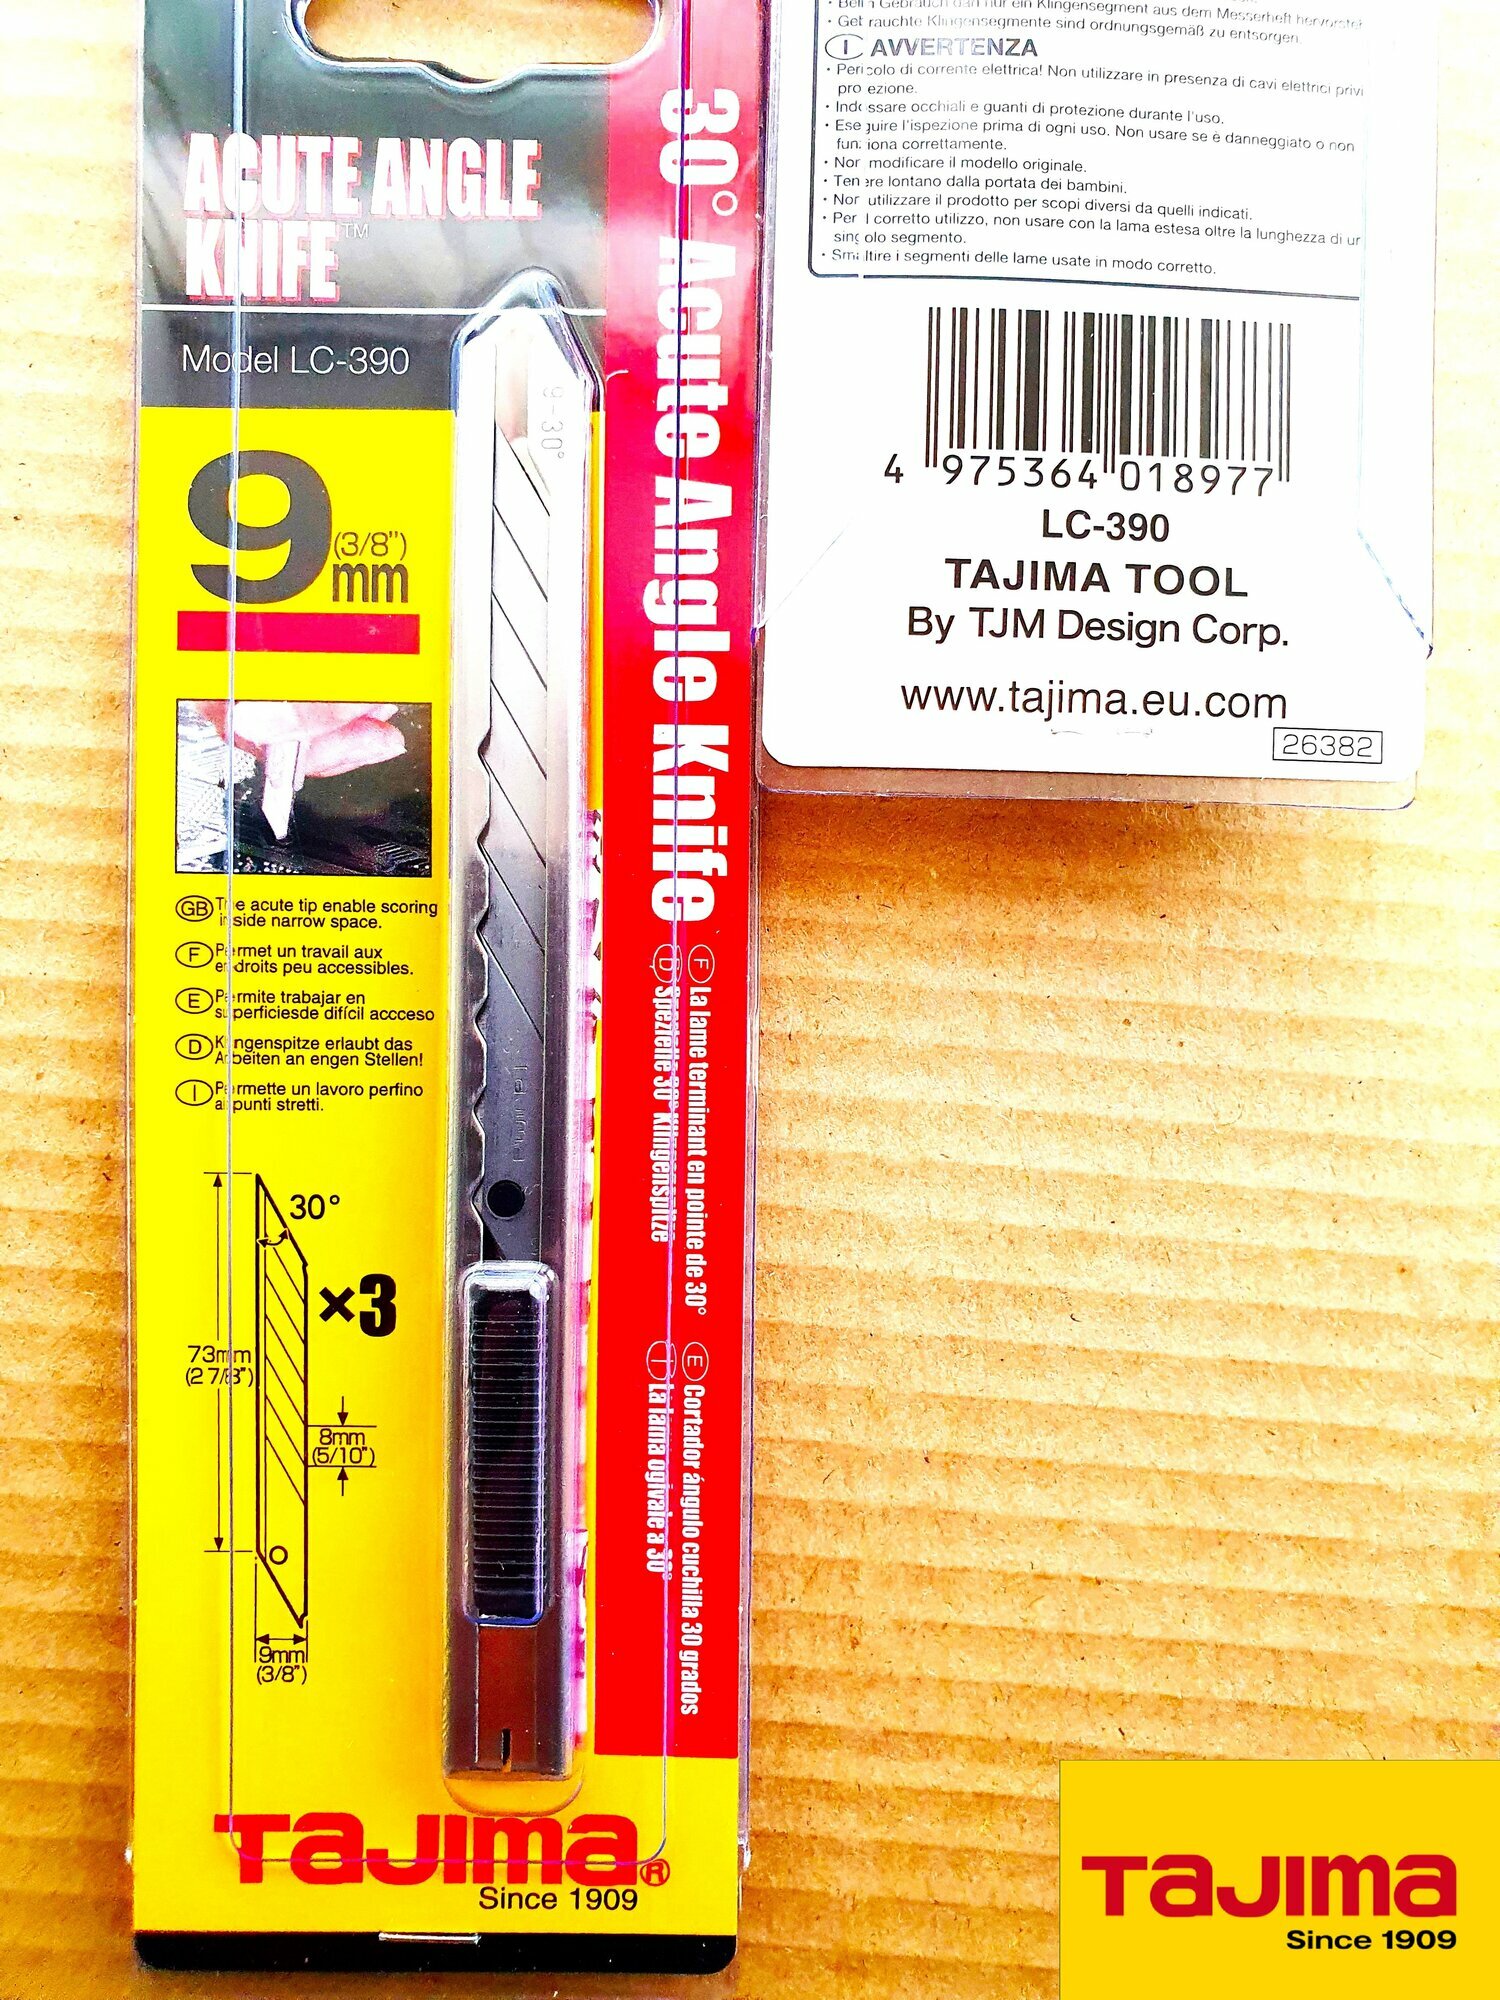 ACUTE ANGLE
KNIFE™
Model LC-390
9
(3/8")
mm
GB The acute tip enable scoring
inside narrow space.
F Permet un travail aux
endroits peu accessibles.
E Permite trabajar en
superficiesde difícil accceso
D Klingenspitze erlaubt das
Arbeiten an engen Stellen!
I Permette un lavoro perfino
ai punti stretti.
30°
×3
73mm
(2 7/8")
8mm
(5/10")
9mm
(3/8")
9-30°
Tajima
30° Acute Angle Knife
F La lame terminant en pointe de 30°
D Spezielle 30° Klingenspitze
E Cortador ángulo cuchilla 30 grados
I La lama ogivale a 30°
TAJIMA®
Since 1909
nur ein Klingensegment aus dem Messerheft
Klingensegmente sind ordnungsgemäß zu entsorgen
I AVVERTENZA
• Pericolo di corrente elettrica! Non utilizzare in presenza di cavi elettrici privi
• Indossare occhiali e guanti di protezione durante l'uso.
• Eseguire l'ispezione prima di ogni uso. Non usare se è danneggiato o non
funziona correttamente.
• Non modificare il modello originale.
• Tenere lontano dalla portata dei bambini.
• Non utilizzare il prodotto per scopi diversi da quelli indicati.
• Per il corretto utilizzo, non usare con la lama estesa oltre la lunghezza di un
singolo segmento.
• Smaltire i segmenti delle lame usate in modo corretto.
4 975364 018977
LC-390
TAJIMA TOOL
By TJM Design Corp.
www.tajima.eu.com
26382
TAJIMA
Since 1909